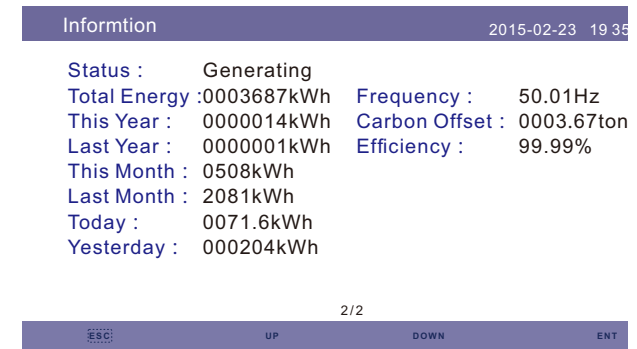 Informtion 2015-02-23 19 35
Status : Generating
Total Energy :0003687kWh Frequency : 50.01Hz
This Year : 0000014kWh Carbon Offset : 0003.67ton
Last Year : 0000001kWh Efficiency : 99.99%
This Month : 0508kWh
Last Month : 2081kWh
Today : 0071.6kWh
Yesterday : 000204kWh
2/2
ESC UP DOWN ENT